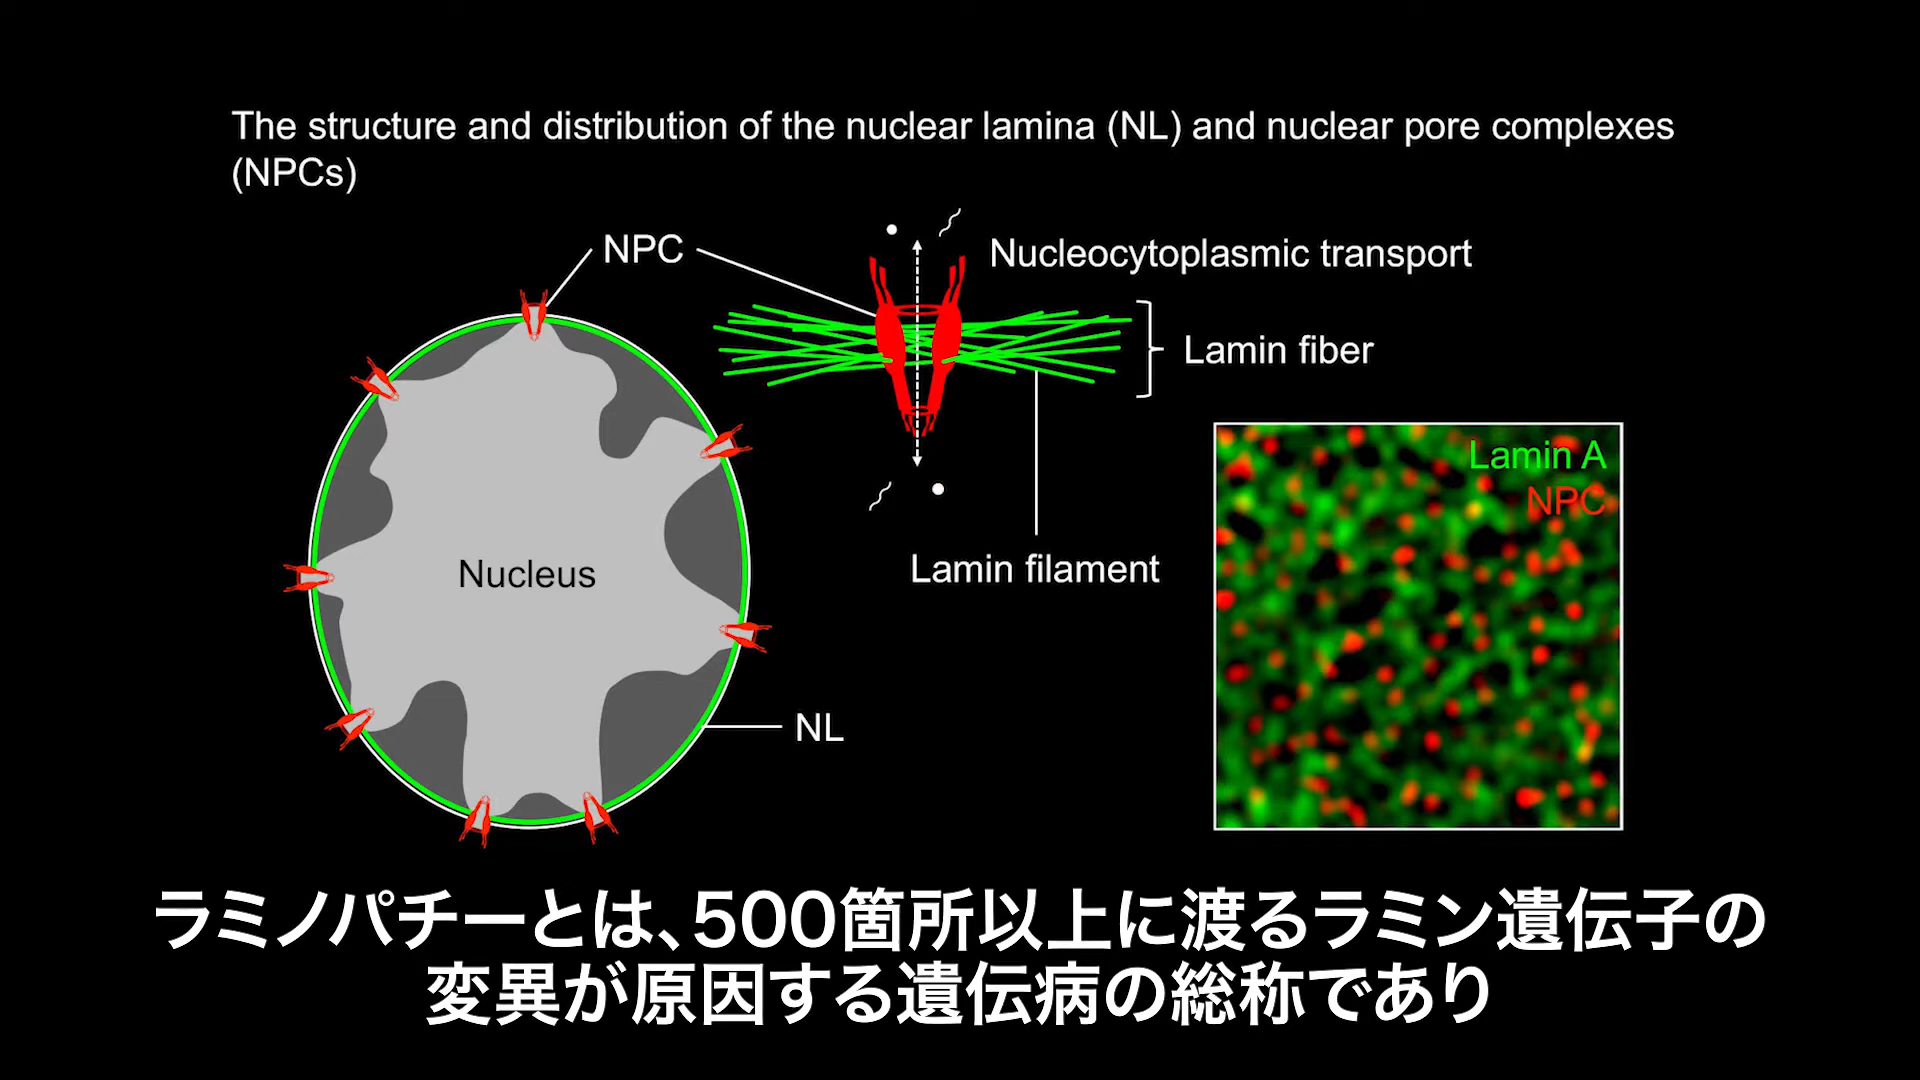 The structure and distribution of the nuclear lamina (NL) and nuclear pore complexes
(NPCs)
NPC
Nucleocytoplasmic transport
Lamin fiber
Lamin A
NPC
Nucleus
Lamin filament
NL
ラミノパチーとは、500箇所以上に渡るラミン遺伝子の
変異が原因する遺伝病の総称であり